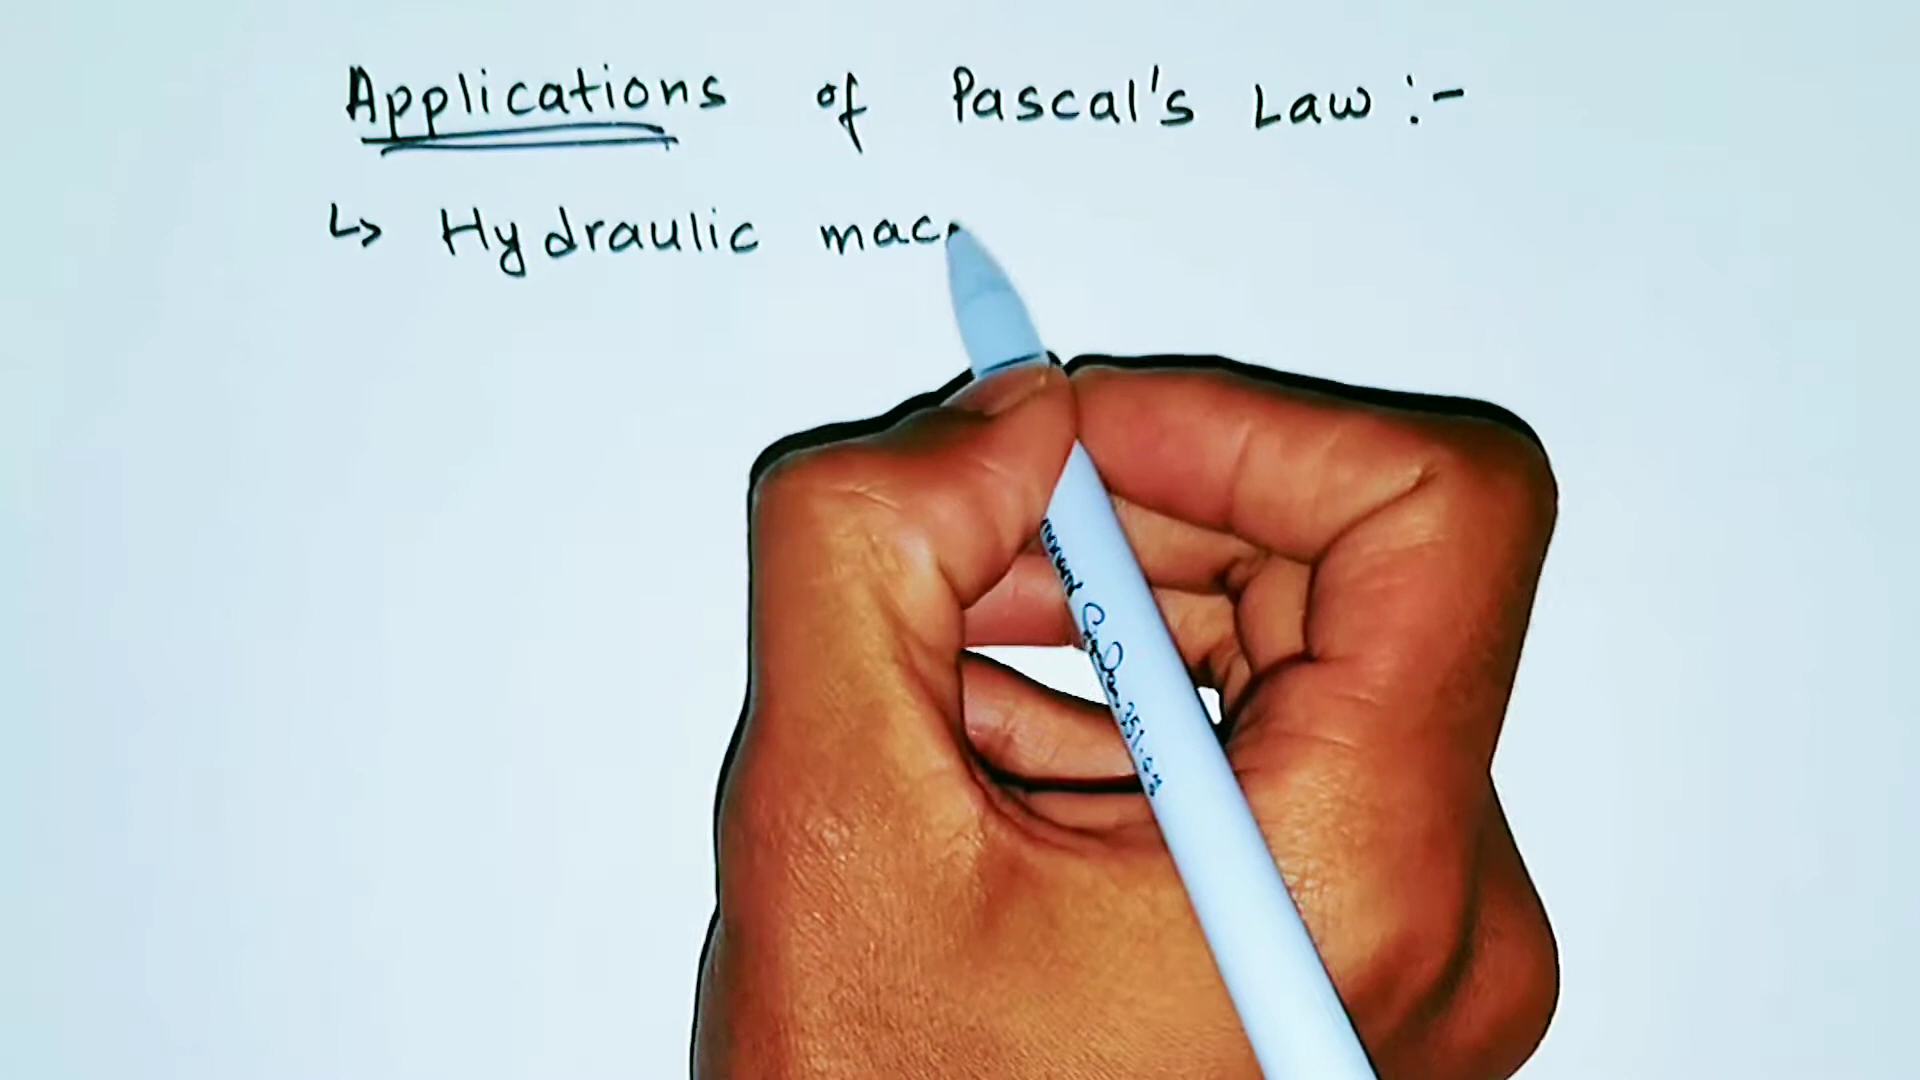 Applications of Pascal's Law :-
↳ Hydraulic mac